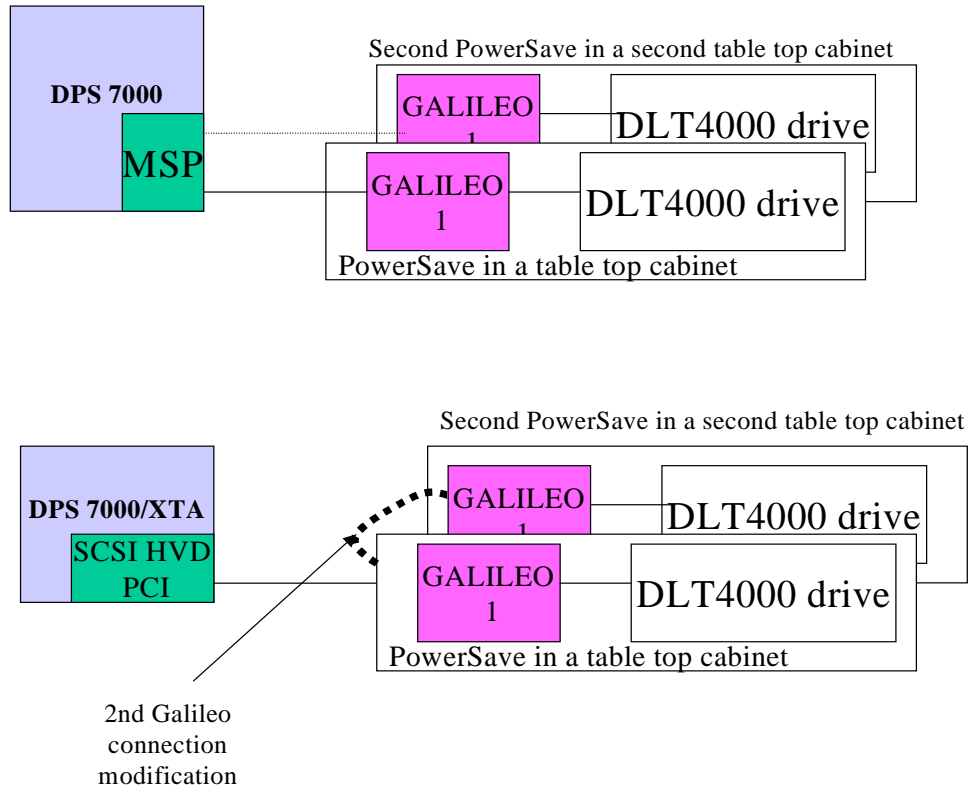 Second PowerSave in a second table top cabinet
DPS 7000
MSP
GALILEO
1
DLT4000 drive
GALILEO
1
DLT4000 drive
PowerSave in a table top cabinet
Second PowerSave in a second table top cabinet
DPS 7000/XTA
SCSI HVD
PCI
GALILEO
1
DLT4000 drive
GALILEO
1
DLT4000 drive
PowerSave in a table top cabinet
2nd Galileo
connection
modification